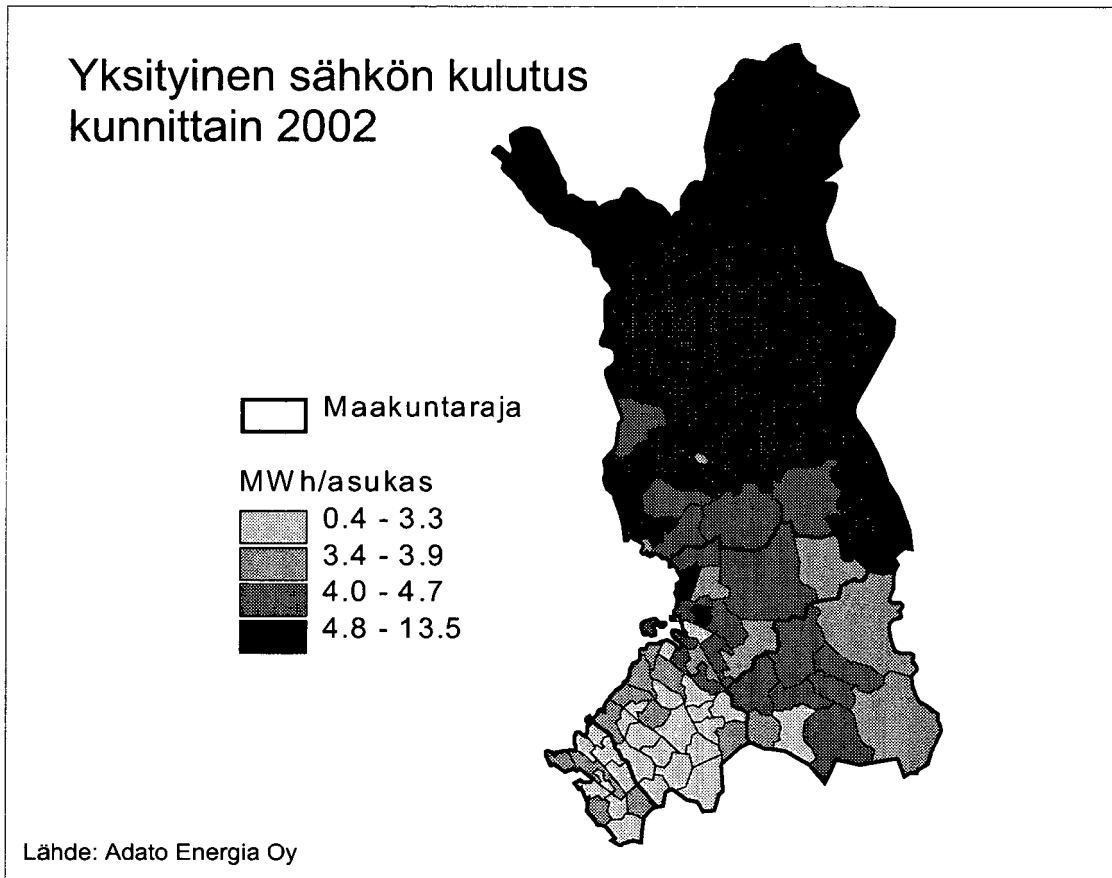 Yksityinen sähkön kulutus
kunnittain 2002
Maakuntaraja
MWh/asukas
0.4 - 3.3
3.4 - 3.9
4.0 - 4.7
4.8 - 13.5
Lähde: Adato Energia Oy